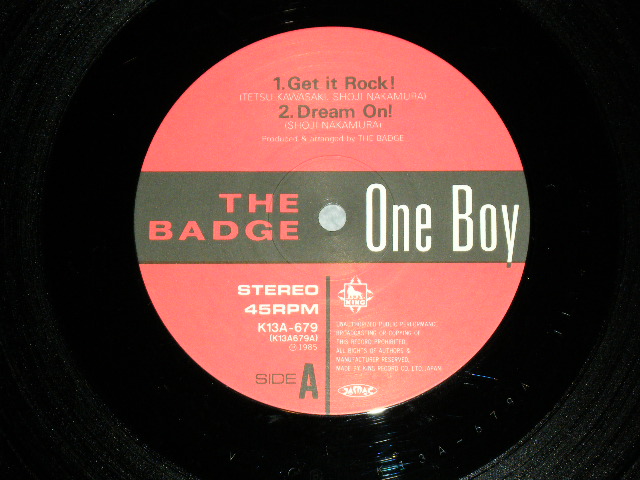 1. Get it Rock!
(TETSU KAWASAKI, SHOJI NAKAMURA)
2. Dream On!
(SHOJI NAKAMURA)
Produced & arranged by THE BADGE
THE
BADGE
One Boy
STEREO
45RPM
K13A-679
(K13A679A)
℗1985
SIDE A
KING
UNAUTHORIZED PUBLIC PERFORMANCE
BROADCASTING OR COPYING OF
THIS RECORD PROHIBITED.
ALL RIGHTS OF AUTHORS &
MANUFACTURER RESERVED.
MADE BY KING RECORD CO., LTD. JAPAN.
JASRAC